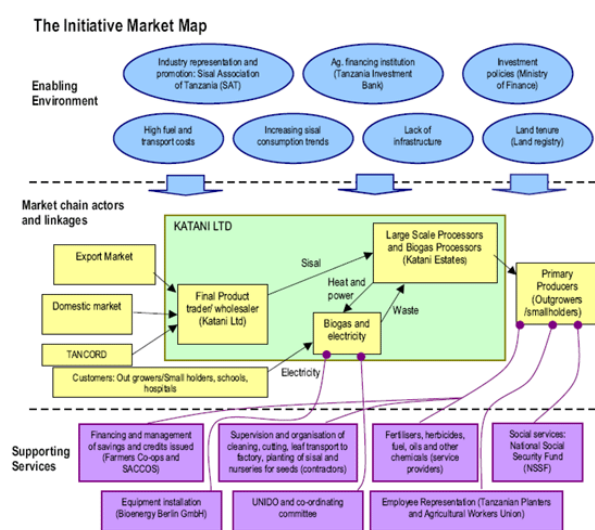 The Initiative Market Map
Enabling
Environment
Industry representation and
promotion: Sisal Association
of Tanzania (SAT)
Ag. financing institution
(Tanzania Investment
Bank)
Investment
policies (Ministry
of Finance)
High fuel and
transport costs
Increasing sisal
consumption trends
Lack of
infrastructure
Land tenure
(Land registry)
Market chain actors
and linkages
KATANI LTD
Export Market
Domestic market
TANCORD
Customers: Out growers/Small holders, schools,
hospitals
Final Product
trader/ wholesaler
(Katani Ltd)
Sisal
Large Scale Processors
and Biogas Processors
(Katani Estates)
Heat and
power
Waste
Biogas and
electricity
Electricity
Primary
Producers
(Outgrowers
/smallholders)
Supporting
Services
Financing and management
of savings and credits issued
(Farmers Co-ops and
SACCOS)
Supervision and organisation of
cleaning, cutting, leaf transport to
factory, planting of sisal and
nurseries for seeds (contractors)
Fertilisers, herbicides,
fuel, oils and other
chemicals (service
providers)
Social services:
National Social
Security Fund
(NSSF)
Equipment installation
(Bioenergy Berlin GmbH)
UNIDO and co-ordinating
committee
Employee Representation (Tanzanian Planters
and Agricultural Workers Union)